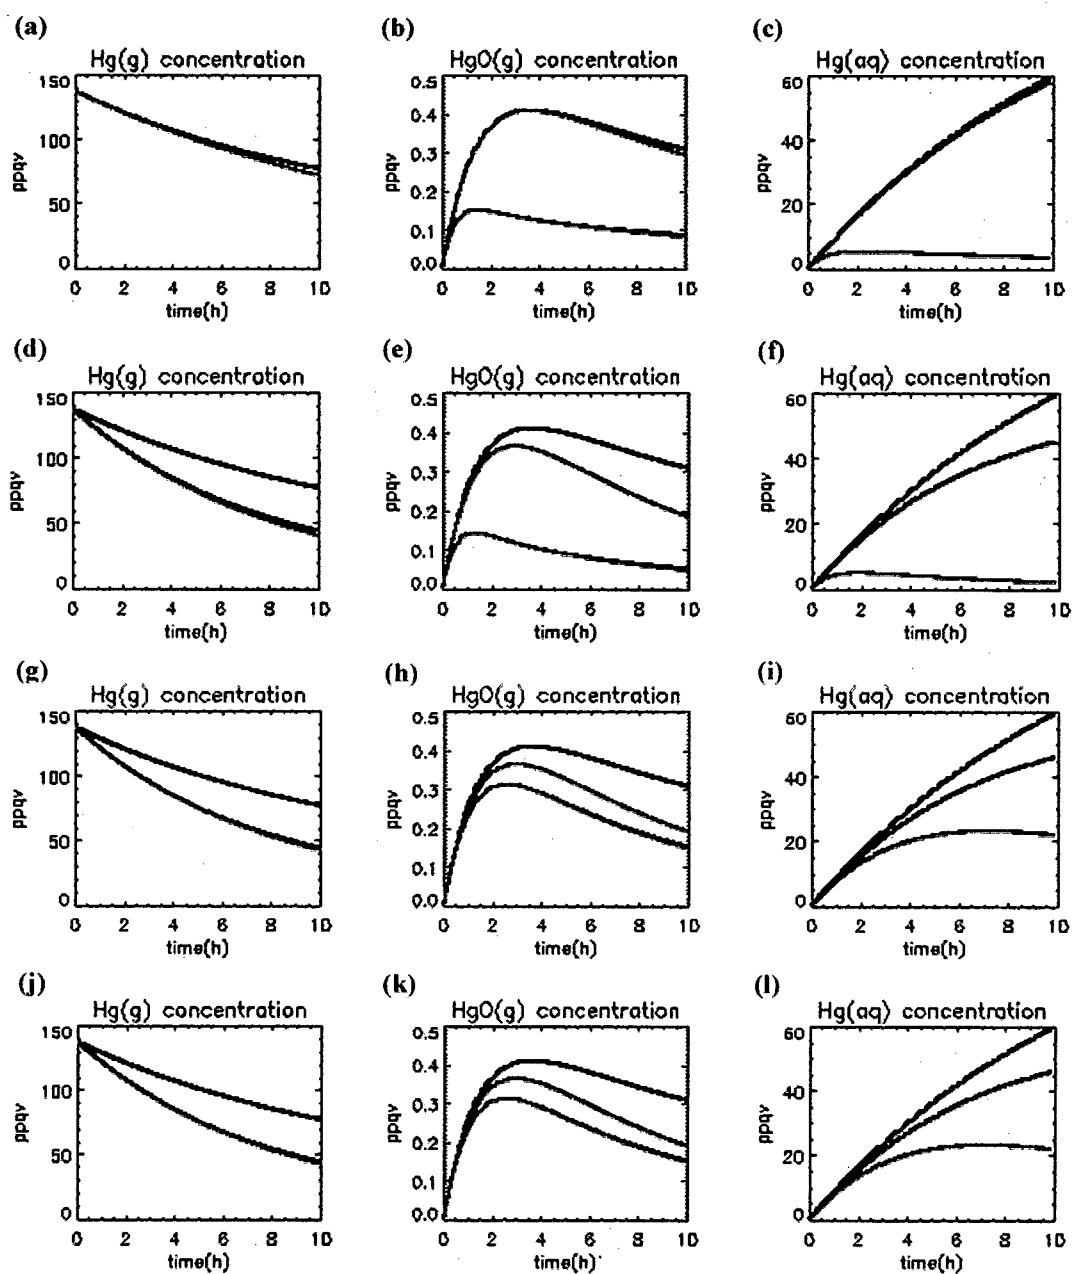 (a) (b) (c)
Hg(g) concentration HgO(g) concentration Hg(aq) concentration
150 0.5 60
100 0.4 40
50 0.3 20
0 0.2 0
0.1
0.0
ppqv ppqv ppqv
0 2 4 6 8 10 0 2 4 6 8 10 0 2 4 6 8 10
time(h) time(h) time(h)
(d) (e) (f)
Hg(g) concentration HgO(g) concentration Hg(aq) concentration
150 0.5 60
100 0.4 40
50 0.3 20
0 0.2 0
0.1
0.0
ppqv ppqv ppqv
0 2 4 6 8 10 0 2 4 6 8 10 0 2 4 6 8 10
time(h) time(h) time(h)
(g) (h) (i)
Hg(g) concentration HgO(g) concentration Hg(aq) concentration
150 0.5 60
100 0.4 40
50 0.3 20
0 0.2 0
0.1
0.0
ppqv ppqv ppqv
0 2 4 6 8 10 0 2 4 6 8 10 0 2 4 6 8 10
time(h) time(h) time(h)
(j) (k) (l)
Hg(g) concentration HgO(g) concentration Hg(aq) concentration
150 0.5 60
100 0.4 40
50 0.3 20
0 0.2 0
0.1
0.0
ppqv ppqv ppqv
0 2 4 6 8 10 0 2 4 6 8 10 0 2 4 6 8 10
time(h) time(h) time(h)